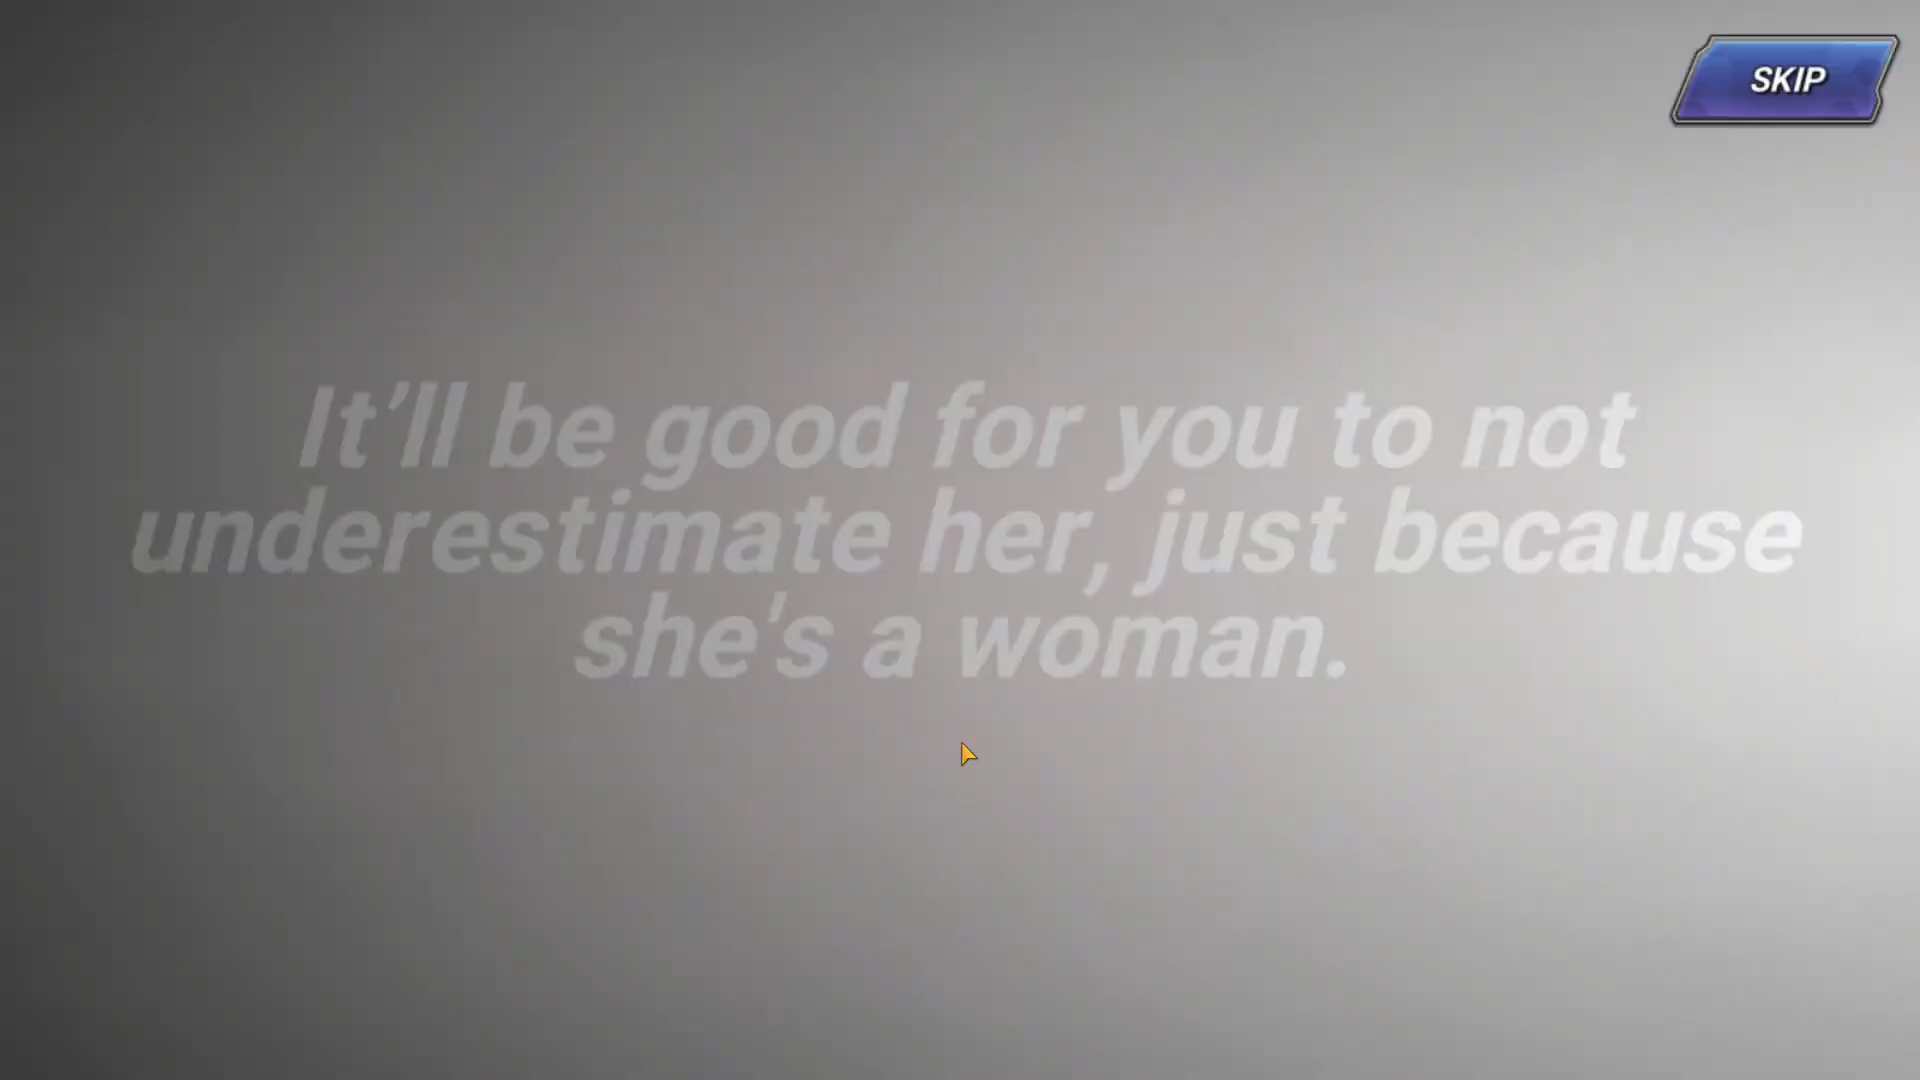 SKIP
It’ll be good for you to not
underestimate her, just because
she's a woman.